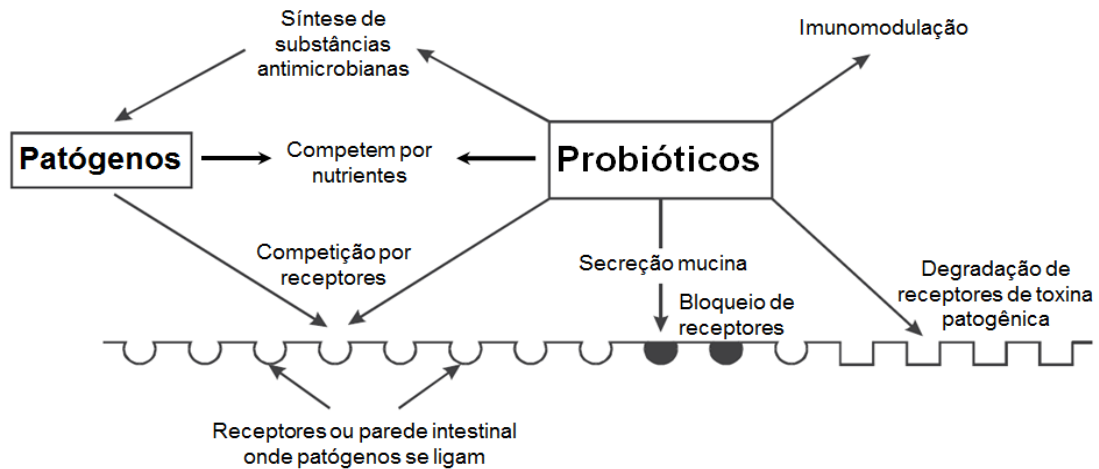 Síntese de
substâncias
antimicrobianas
Imunomodulação
Patógenos
Competem por
nutrientes
Probióticos
Competição por
receptores
Secreção mucina
Bloqueio de
receptores
Degradação de
receptores de toxina
patogênica
Receptores ou parede intestinal
onde patógenos se ligam